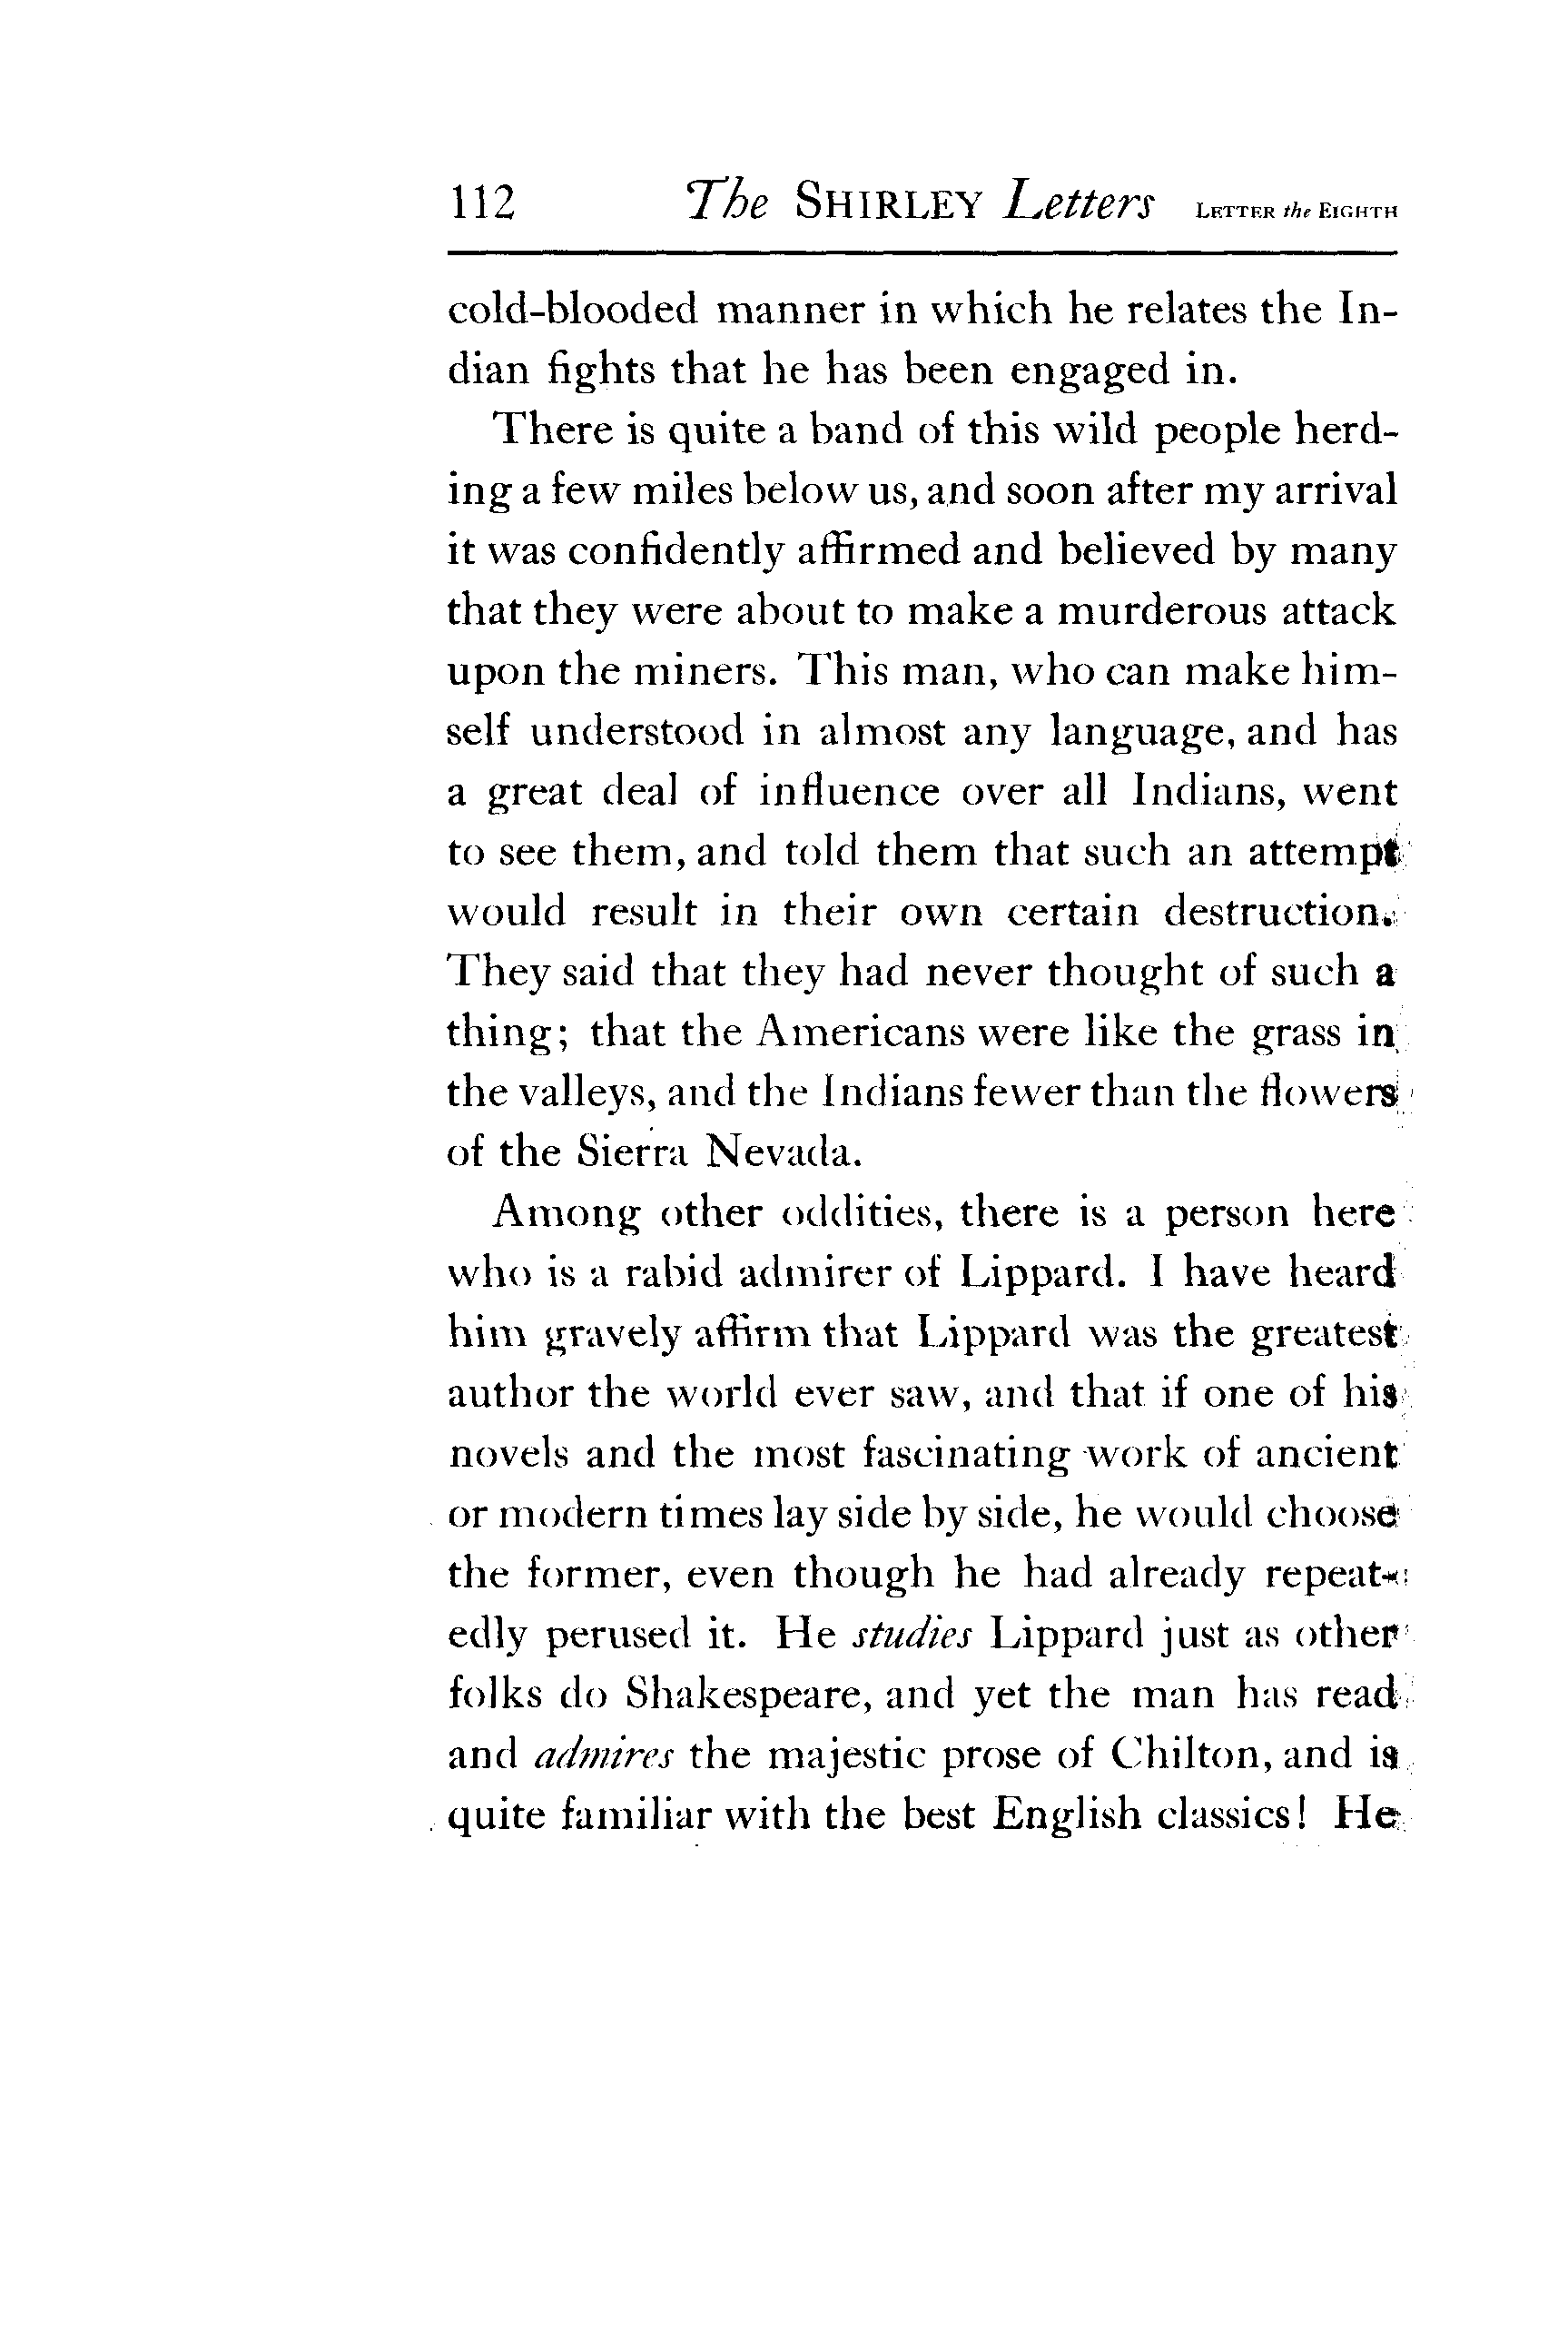 112 The SHIRLEY Letters LETTER the EIGHTH
cold-blooded manner in which he relates the In-
dian fights that he has been engaged in.
There is quite a band of this wild people herd-
ing a few miles below us, and soon after my arrival
it was confidently affirmed and believed by many
that they were about to make a murderous attack
upon the miners. This man, who can make him-
self understood in almost any language, and has
a great deal of influence over all Indians, went
to see them, and told them that such an attempt
would result in their own certain destruction.
They said that they had never thought of such a
thing; that the Americans were like the grass in
the valleys, and the Indians fewer than the flowers
of the Sierra Nevada.
Among other oddities, there is a person here
who is a rabid admirer of Lippard. I have heard
him gravely affirm that Lippard was the greatest
author the world ever saw, and that if one of his
novels and the most fascinating work of ancient
or modern times lay side by side, he would choose
the former, even though he had already repeat-
edly perused it. He studies Lippard just as other
folks do Shakespeare, and yet the man has read
and admires the majestic prose of Chilton, and is
quite familiar with the best English classics! He